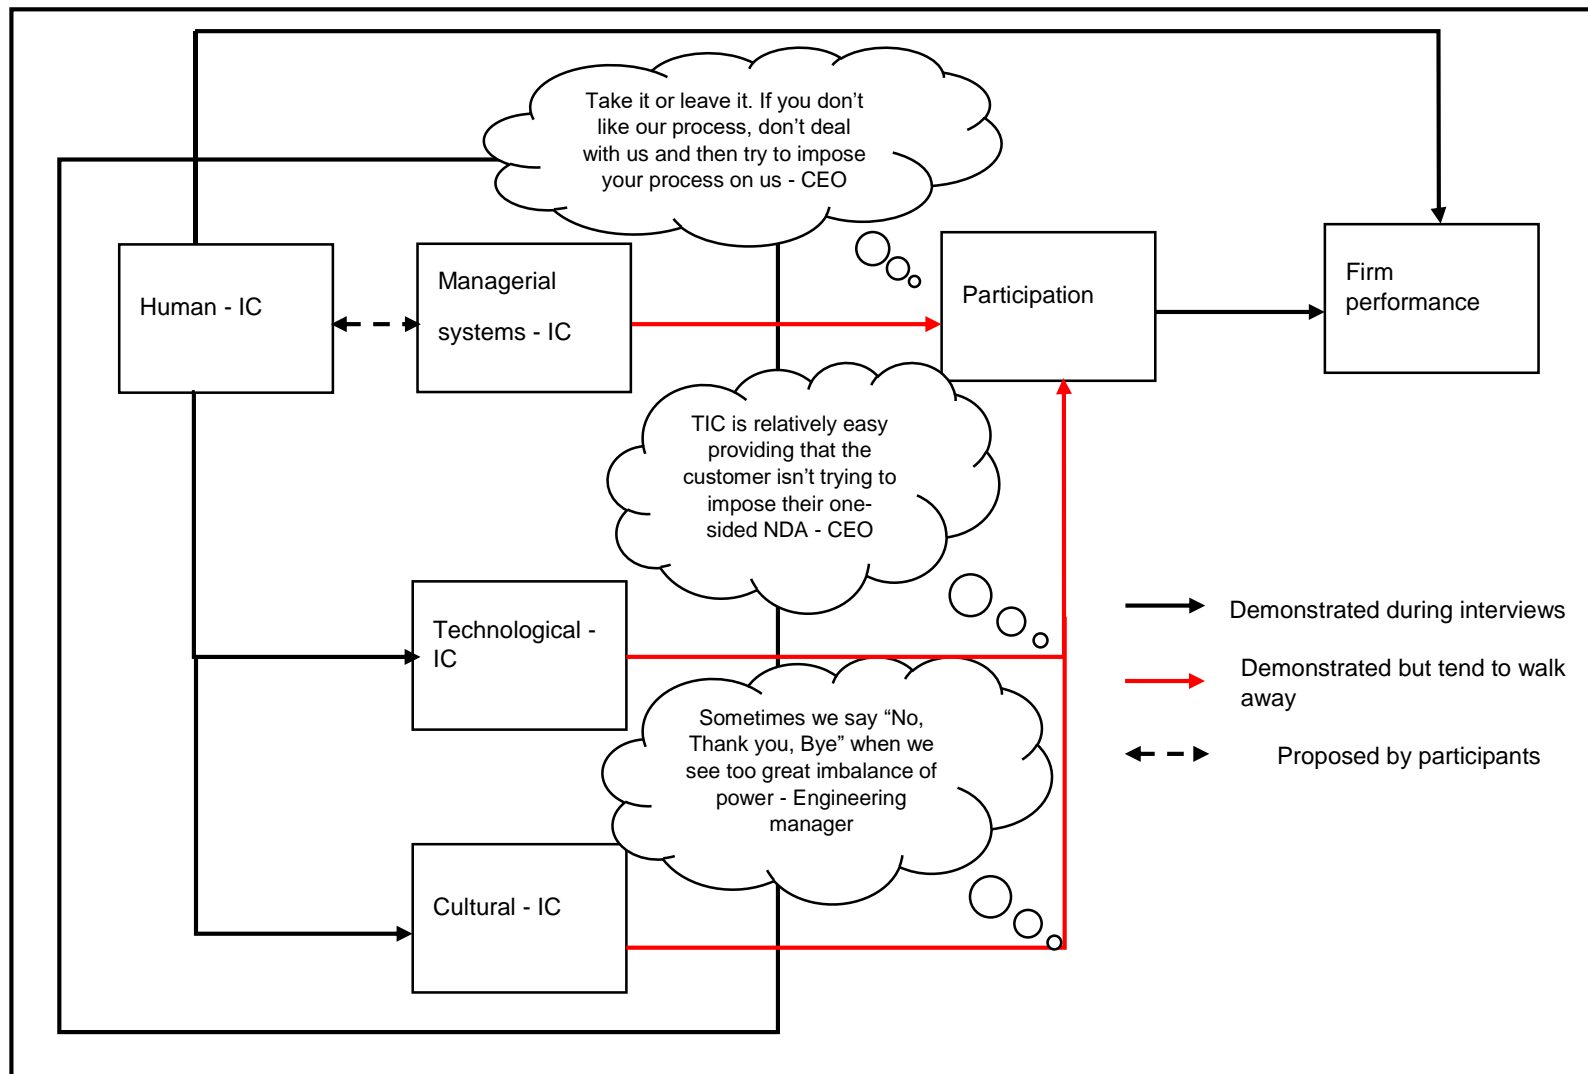 Take it or leave it. If you don’t
like our process, don’t deal
with us and then try to impose
your process on us - CEO
Human - IC
Managerial
systems - IC
Participation
Firm
performance
TIC is relatively easy
providing that the
customer isn’t trying to
impose their one-
sided NDA - CEO
Technological -
IC
Sometimes we say “No,
Thank you, Bye” when we
see too great imbalance of
power - Engineering
manager
Cultural - IC
Demonstrated during interviews
Demonstrated but tend to walk
away
Proposed by participants